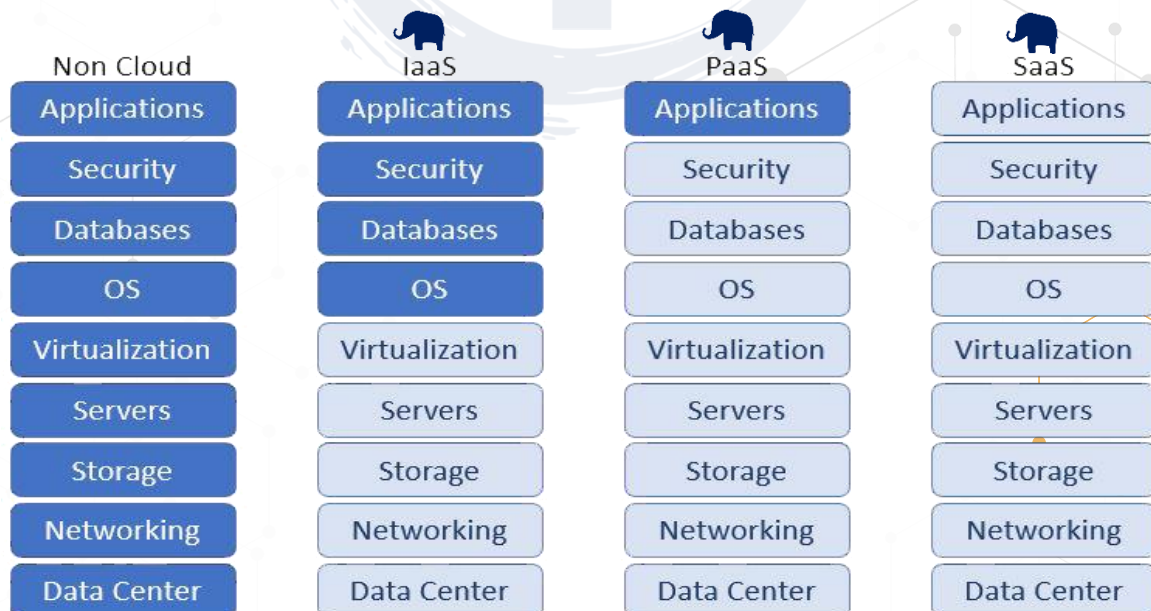 Non Cloud
IaaS
PaaS
SaaS
Applications
Applications
Applications
Applications
Security
Security
Security
Security
Databases
Databases
Databases
Databases
OS
OS
OS
OS
Virtualization
Virtualization
Virtualization
Virtualization
Servers
Servers
Servers
Servers
Storage
Storage
Storage
Storage
Networking
Networking
Networking
Networking
Data Center
Data Center
Data Center
Data Center